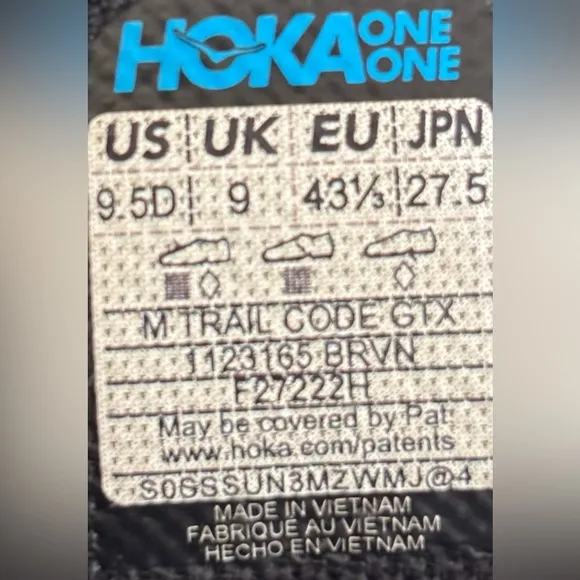 HOKA ONE ONE
US UK EU JPN
9.5D 9 43⅓ 27.5
M TRAIL CODE GTX
1123165 BRVN
F27222H
May be covered by Pat.
www.hoka.com/patents
S06SSUN3MZWMJ@4
MADE IN VIETNAM
FABRIQUÉ AU VIETNAM
HECHO EN VIETNAM